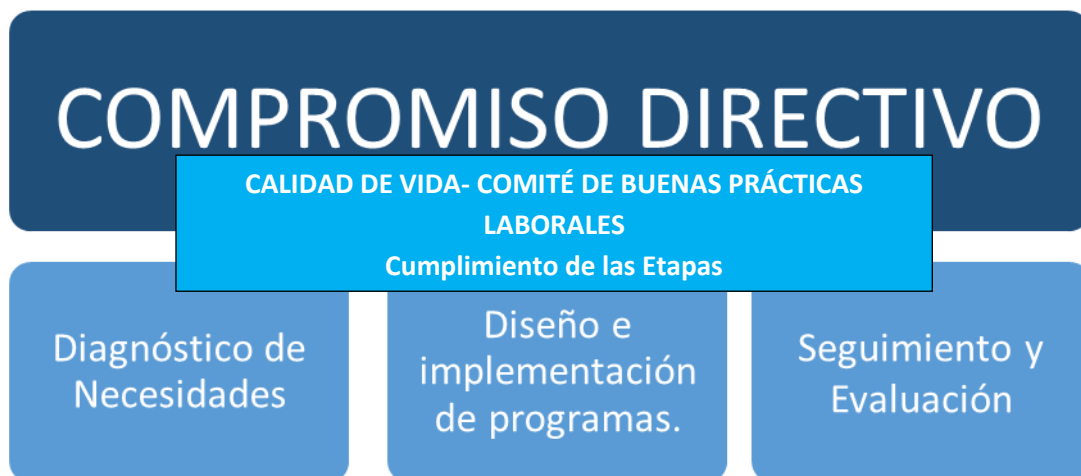 COMPROMISO DIRECTIVO
CALIDAD DE VIDA- COMITÉ DE BUENAS PRÁCTICAS
LABORALES
Cumplimiento de las Etapas
Diagnóstico de
Necesidades
Diseño e
implementación
de programas.
Seguimiento y
Evaluación